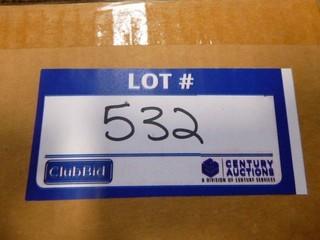 LOT #
532
ClubBid
CENTURY
AUCTIONS
A DIVISION OF CENTURY SERVICES